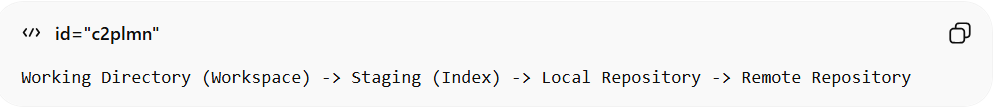 </> id="c2plmn"
Working Directory (Workspace) -> Staging (Index) -> Local Repository -> Remote Repository